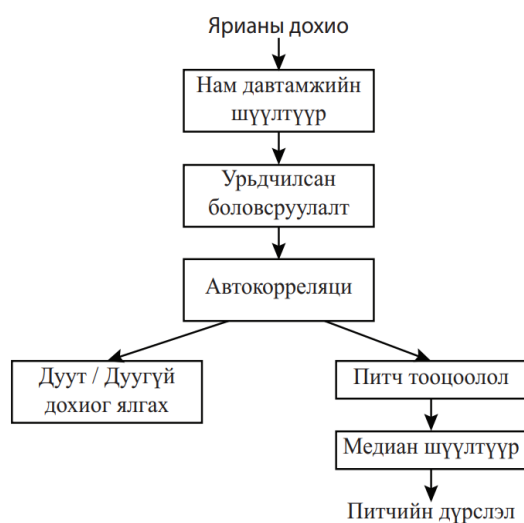 Ярианы дохио
Нам давтамжийн
шүүлтүүр
Урьдчилсан
боловсруулалт
Автокорреляци
Дуут / Дуугүй
дохиог ялгах
Питч тооцоолол
Медиан шүүлтүүр
Питчийн дүрслэл